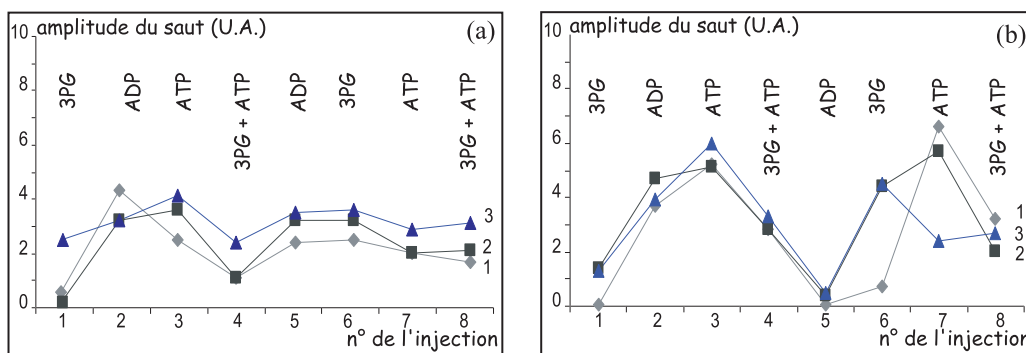 amplitude du saut (U.A.)
(a)
10
8
6
4
2
0
3PG
ADP
ATP
3PG + ATP
ADP
3PG
ATP
3PG + ATP
3
2
1
1 2 3 4 5 6 7 8
n° de l'injection
amplitude du saut (U.A.)
(b)
10
8
6
4
2
0
3PG
ADP
ATP
3PG + ATP
ADP
3PG
ATP
3PG + ATP
1
3
2
1 2 3 4 5 6 7 8
n° de l'injection